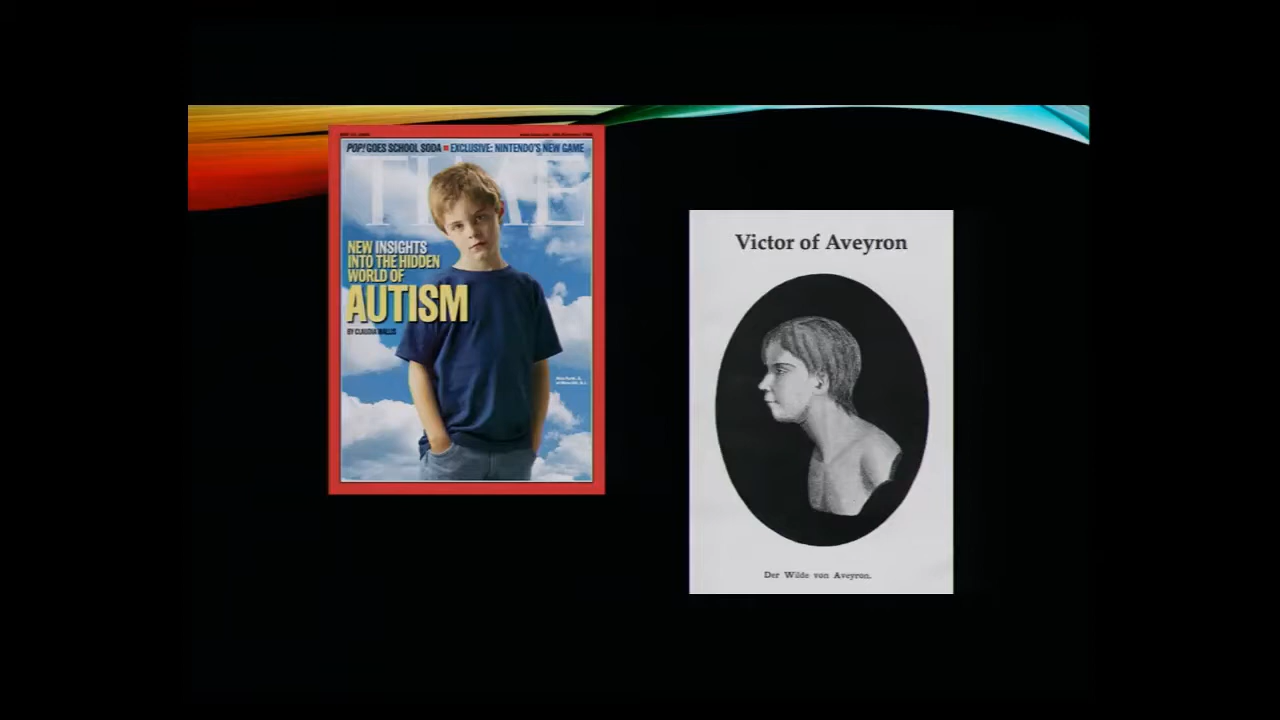 POP! GOES SCHOOL SODA EXCLUSIVE: NINTENDO'S NEW GAME
TIME
NEW INSIGHTS
INTO THE HIDDEN
WORLD OF
AUTISM
BY CLAUDIA WALLIS
Victor of Aveyron
Der Wilde von Aveyron.